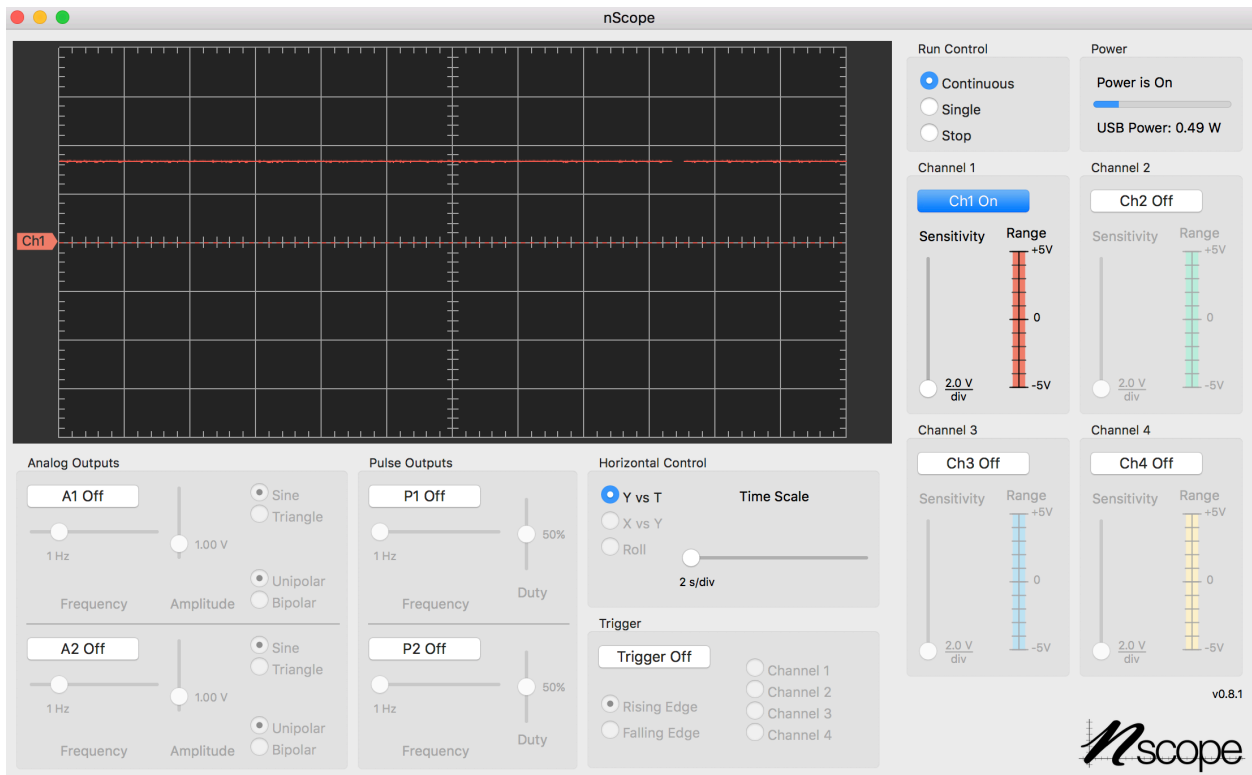 nScope
Ch1
Run Control
Continuous
Single
Stop
Power
Power is On
USB Power: 0.49 W
Channel 1
Ch1 On
Sensitivity
Range
+5V
0
-5V
2.0 V
div
Channel 2
Ch2 Off
Sensitivity
Range
+5V
0
-5V
2.0 V
div
Channel 3
Ch3 Off
Sensitivity
Range
+5V
0
-5V
2.0 V
div
Channel 4
Ch4 Off
Sensitivity
Range
+5V
0
-5V
2.0 V
div
Analog Outputs
A1 Off
1 Hz
Frequency
1.00 V
Amplitude
Sine
Triangle
Unipolar
Bipolar
A2 Off
1 Hz
Frequency
1.00 V
Amplitude
Sine
Triangle
Unipolar
Bipolar
Pulse Outputs
P1 Off
1 Hz
Frequency
50%
Duty
P2 Off
1 Hz
Frequency
50%
Duty
Horizontal Control
Y vs T
X vs Y
Roll
Time Scale
2 s/div
Trigger
Trigger Off
Rising Edge
Falling Edge
Channel 1
Channel 2
Channel 3
Channel 4
v0.8.1
nscope